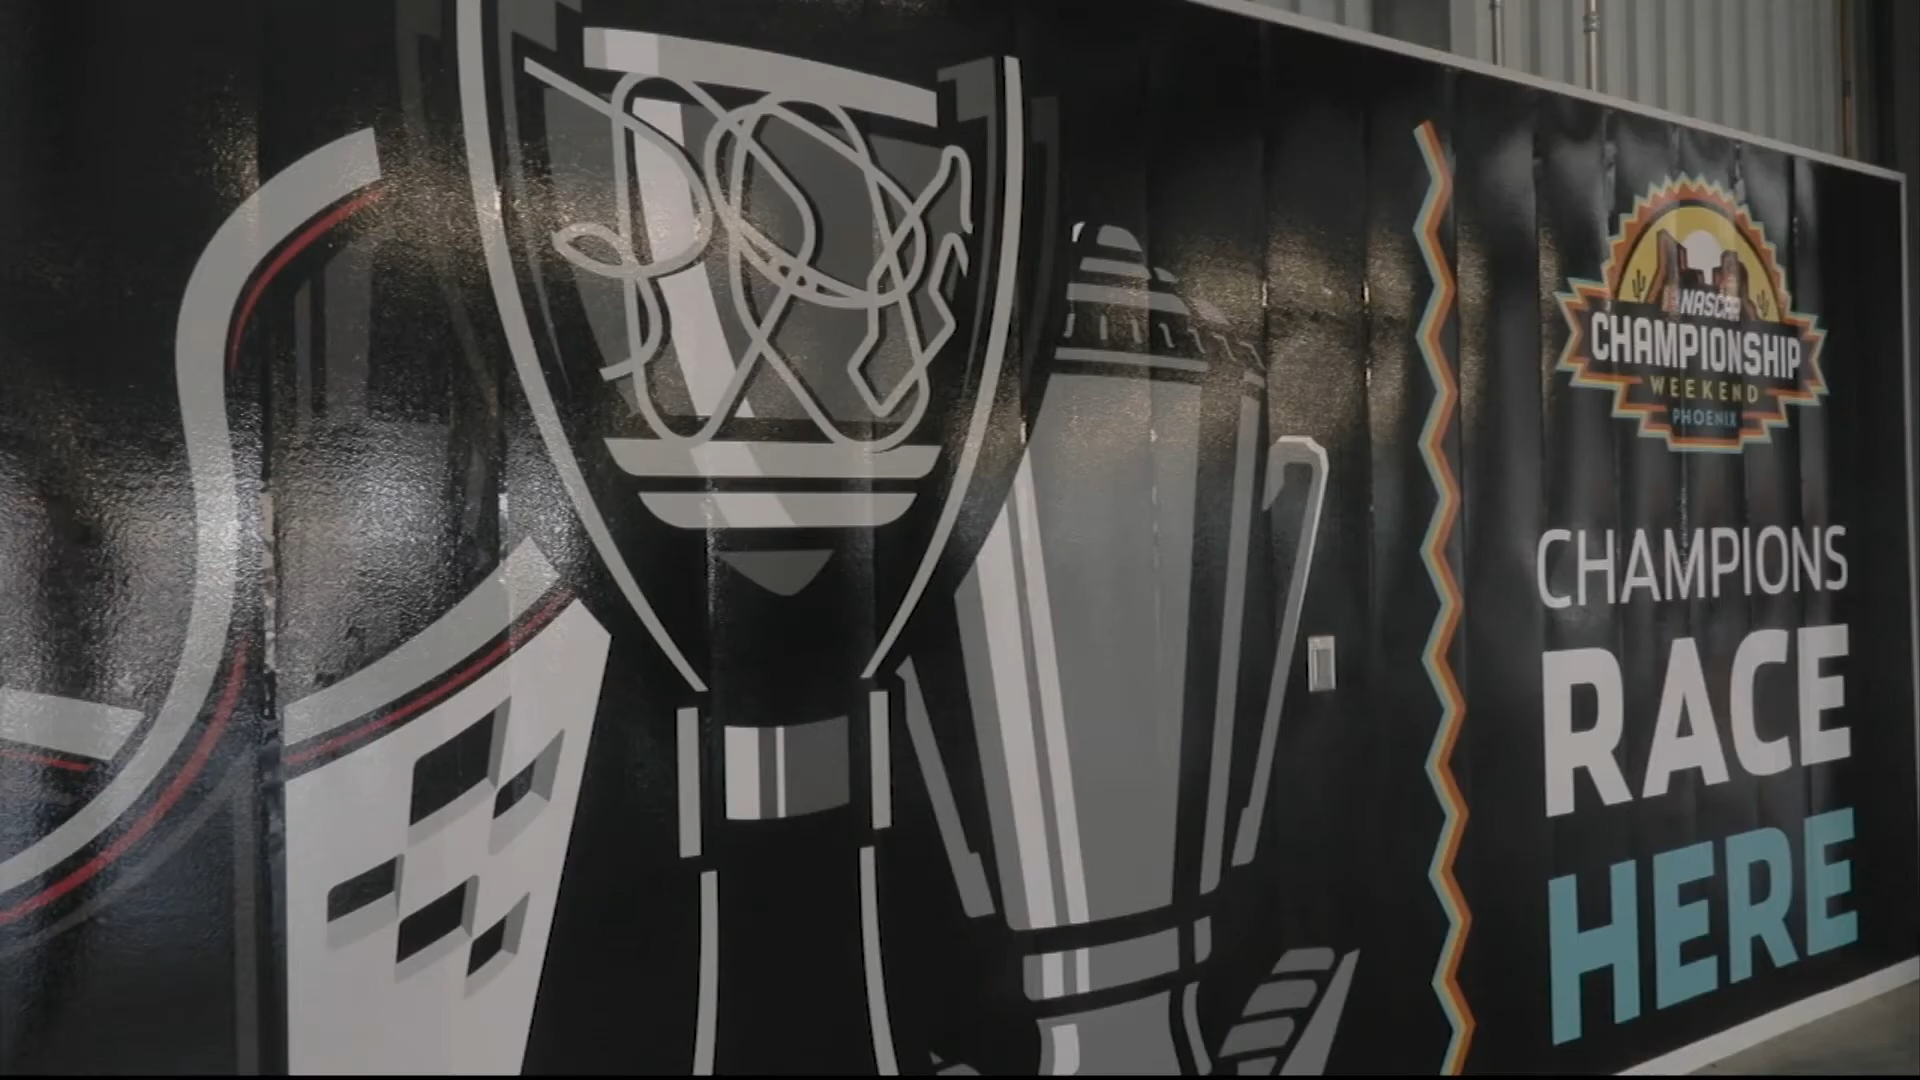 NASCAR
CHAMPIONSHIP
WEEKEND
PHOENIX
CHAMPIONS
RACE
HERE